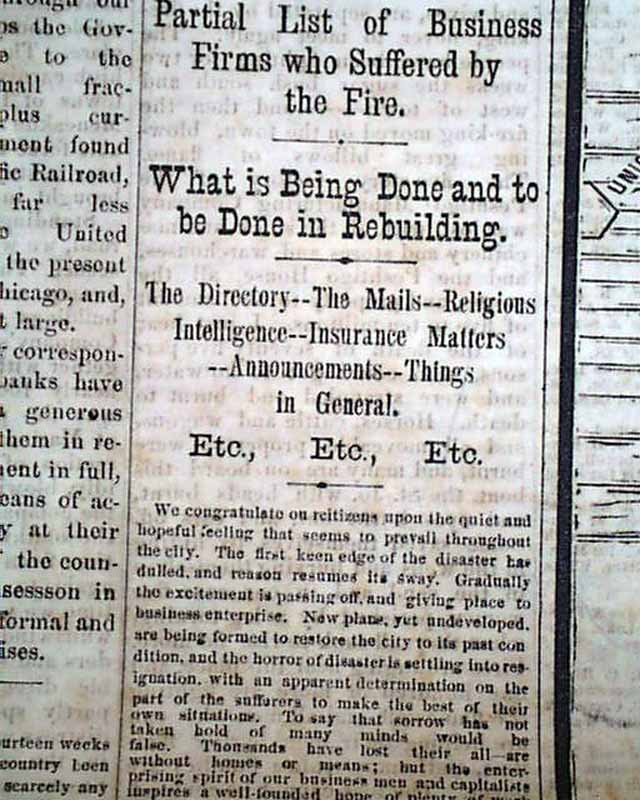 through our
ps the Gov-
e to the
mall frac-
plus cur-
ment found
fic Railroad,
far less
e United
the present
hicago, and,
t large.
correspon-
banks have
a generous
them in re-
ent in full,
eans of ac-
y at their
the coun-
sessson in
formal and
ises.
ourteen weeks
country been
scarcely any
Partial List of Business
Firms who Suffered by
the Fire.
What is Being Done and to
be Done in Rebuilding.
The Directory--The Mails--Religious
Intelligence--Insurance Matters
--Announcements--Things
in General.
Etc., Etc., Etc.
We congratulate ou rcitizens upon the quiet and
hopeful feeling that seems to prevail throughout
the city. The first keen edge of the disaster has
dulled, and reason resumes its sway. Gradually
the excitement is passing off, and giving place to
business enterprise. New plans, yet undeveloped,
are being formed to restore the city to its past con
dition, and the horror of disaster is settling into res-
ignation, with an apparent determination on the
part of the sufferers to make the best of their
own situations. To say that sorrow has not
taken hold of many minds would be
false. Thousands have lost their all—are
without homes or means; but the enter-
prising spirit of our business men and capitalists
inspires a well-founded hope of plenty of
UNI